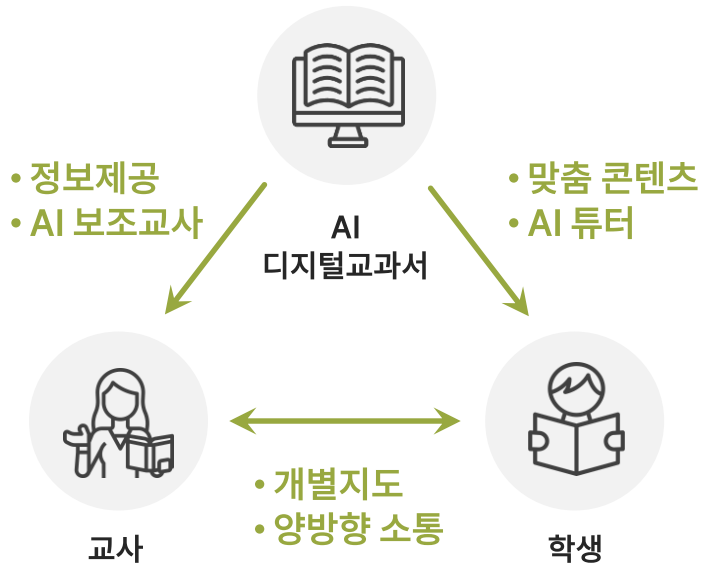 • 정보제공
• AI 보조교사
• 맞춤 콘텐츠
• AI 튜터
AI
디지털교과서
• 개별지도
• 양방향 소통
교사
학생